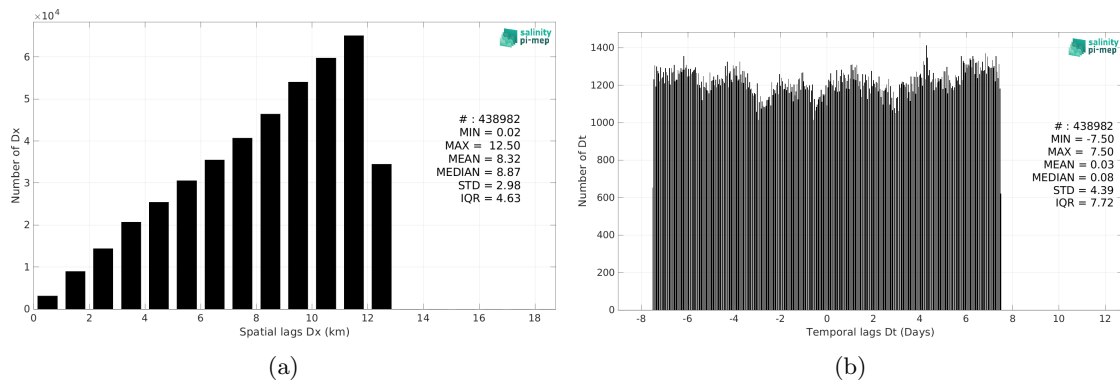 ×10⁴
salinity
pi-mep
6
5
4
3
2
1
0
Number of Dx
# : 438982
MIN = 0.02
MAX = 12.50
MEAN = 8.32
MEDIAN = 8.87
STD = 2.98
IQR = 4.63
0 2 4 6 8 10 12 14 16 18
Spatial lags Dx (km)
(a)
salinity
pi-mep
1400
1200
1000
800
600
400
200
0
Number of Dt
# : 438982
MIN = -7.50
MAX = 7.50
MEAN = 0.03
MEDIAN = 0.08
STD = 4.39
IQR = 7.72
-8 -6 -4 -2 0 2 4 6 8 10 12
Temporal lags Dt (Days)
(b)